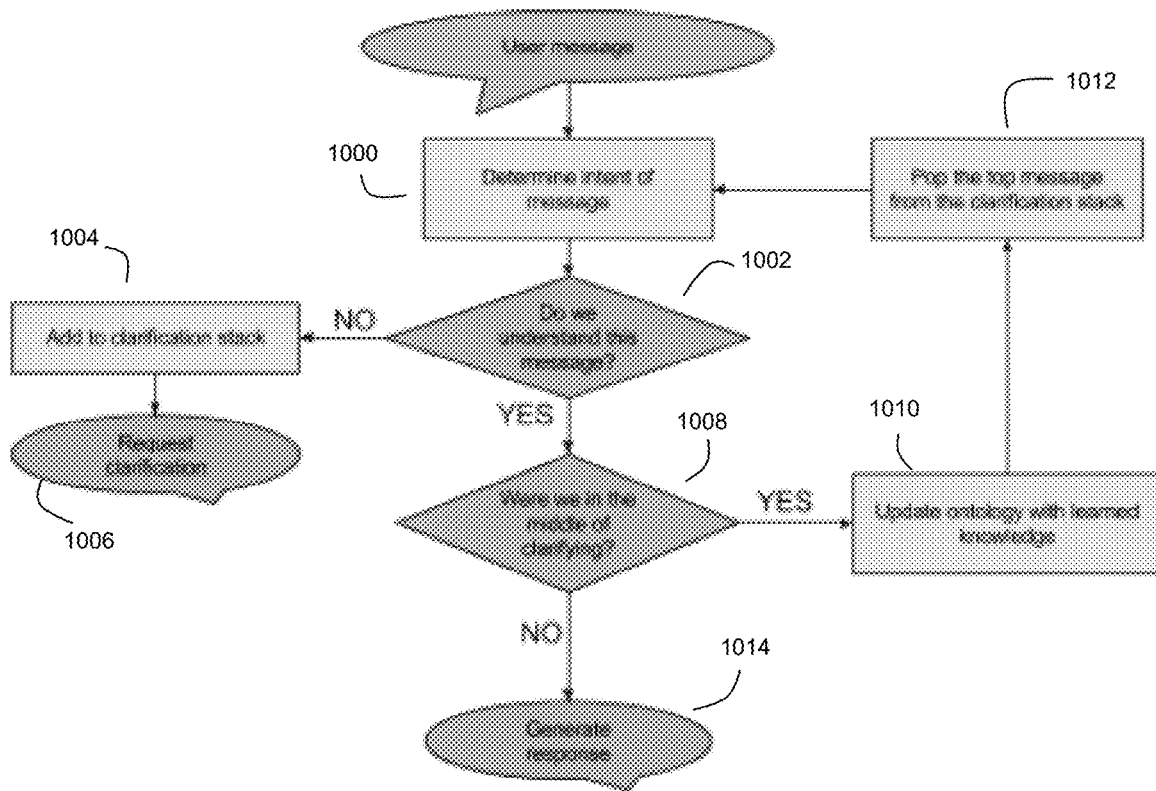 User message
1012
1000
Determine intent of
message
Pop the top message
from the clarification stack
1004
1002
Add to clarification stack
NO
Do we
understand this
message?
YES
1010
Request
clarification
1008
1006
Were we in the
middle of
clarifying?
YES
Update ontology with learned
knowledge
NO
1014
Generate
response